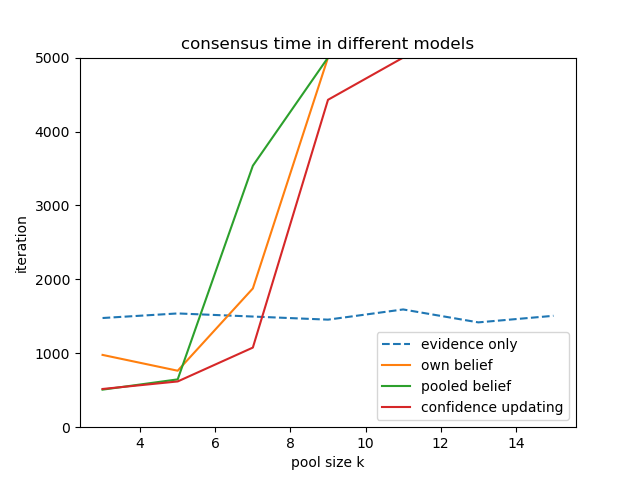 consensus time in different models
5000
4000
3000
2000
1000
0
iteration
4 6 8 10 12 14
pool size k
evidence only
own belief
pooled belief
confidence updating